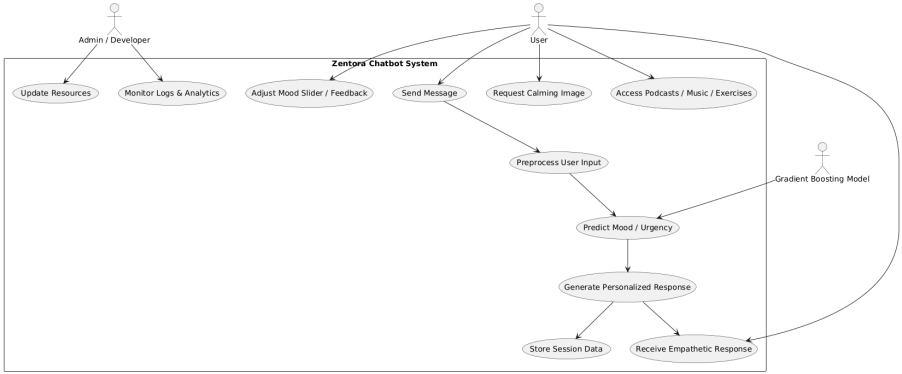 Admin / Developer
User
Zentora Chatbot System
Update Resources
Monitor Logs & Analytics
Adjust Mood Slider / Feedback
Send Message
Request Calming Image
Access Podcasts / Music / Exercises
Preprocess User Input
Gradient Boosting Model
Predict Mood / Urgency
Generate Personalized Response
Store Session Data
Receive Empathetic Response